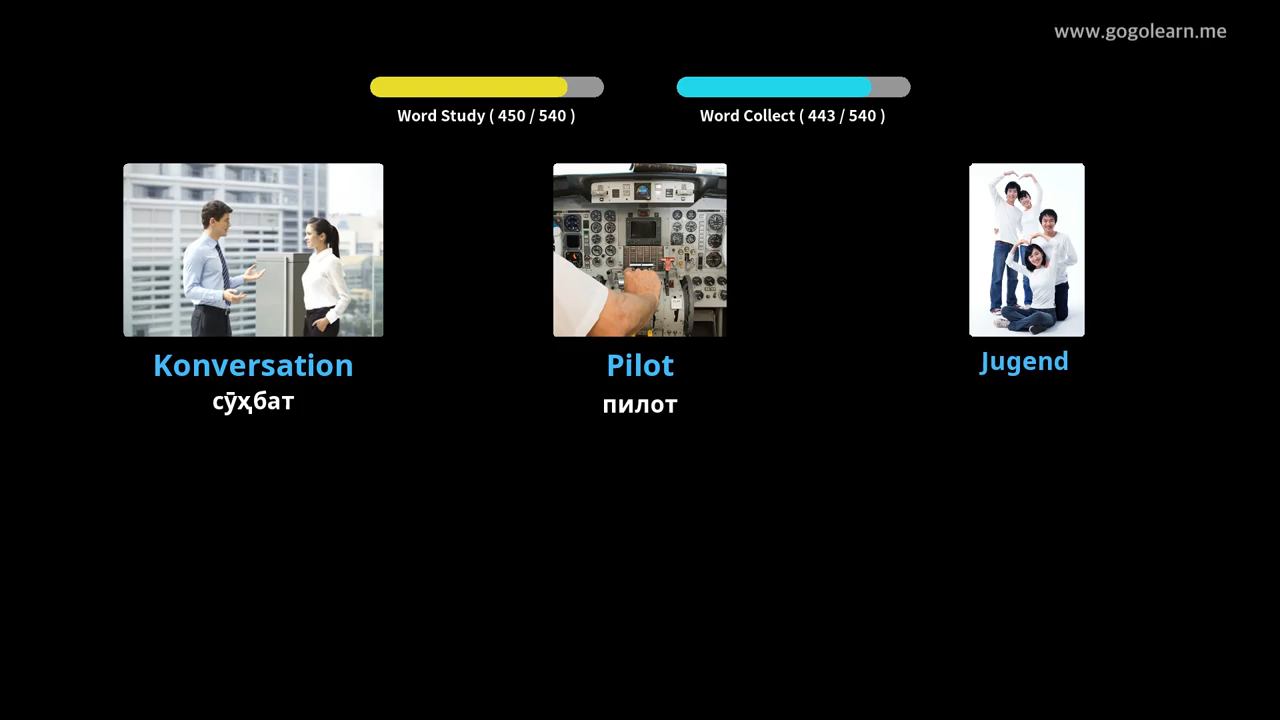 www.gogolearn.me
Word Study ( 450 / 540 )
Word Collect ( 443 / 540 )
Konversation
Pilot
Jugend
сӯҳбат
пилот